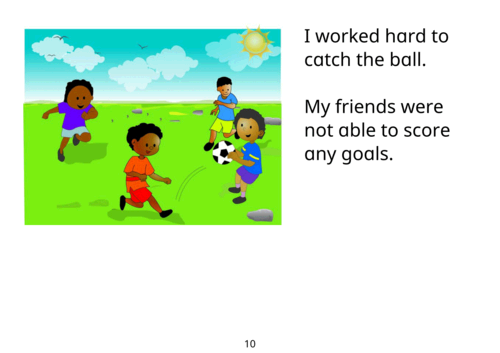 I worked hard to
catch the ball.
My friends were
not able to score
any goals.
10